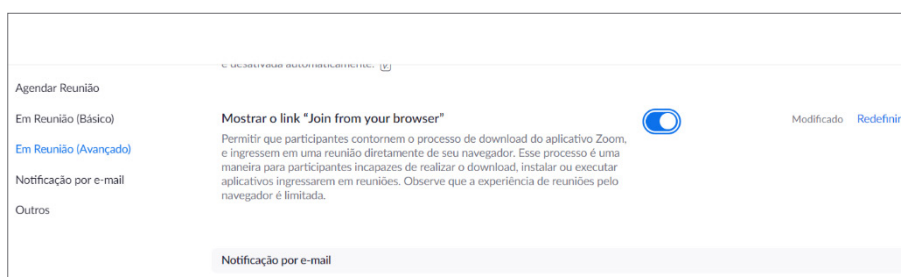 e desativada automaticamente.
Agendar Reunião
Em Reunião (Básico)
Em Reunião (Avançado)
Notificação por e-mail
Outros
Mostrar o link “Join from your browser”
Modificado Redefinir
Permitir que participantes contornem o processo de download do aplicativo Zoom,
e ingressem em uma reunião diretamente de seu navegador. Esse processo é uma
maneira para participantes incapazes de realizar o download, instalar ou executar
aplicativos ingressarem em reuniões. Observe que a experiência de reuniões pelo
navegador é limitada.
Notificação por e-mail